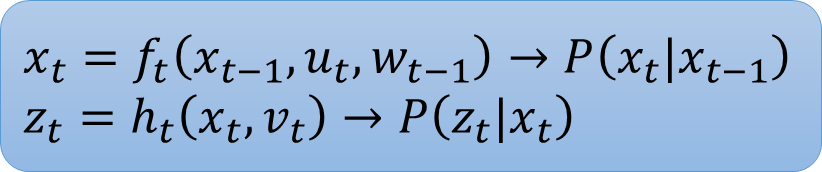 x_t = f_t(x_{t-1}, u_t, w_{t-1}) → P(x_t|x_{t-1})
z_t = h_t(x_t, v_t) → P(z_t|x_t)